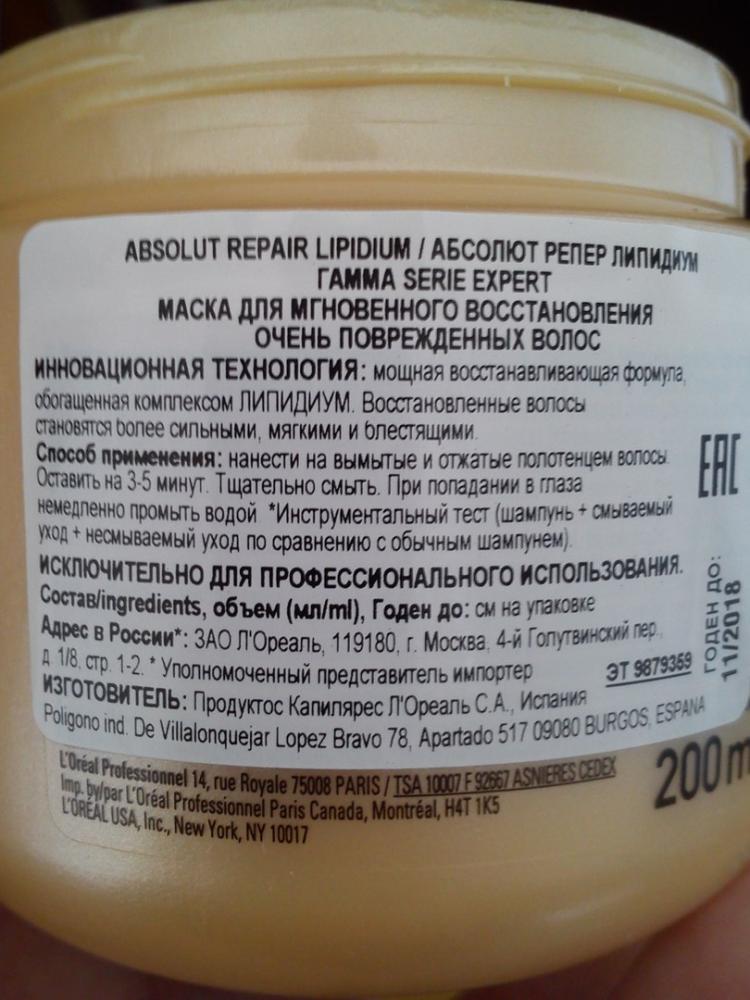 ABSOLUT REPAIR LIPIDIUM / АБСОЛЮТ РЕПЕР ЛИПИДИУМ
ГАММА SERIE EXPERT
МАСКА ДЛЯ МГНОВЕННОГО ВОССТАНОВЛЕНИЯ
ОЧЕНЬ ПОВРЕЖДЕННЫХ ВОЛОС
ИННОВАЦИОННАЯ ТЕХНОЛОГИЯ: мощная восстанавливающая формула,
обогащенная комплексом ЛИПИДИУМ. Восстановленные волосы
становятся более сильными, мягкими и блестящими.
Способ применения: нанести на вымытые и отжатые полотенцем волосы.
Оставить на 3-5 минут. Тщательно смыть. При попадании в глаза
немедленно промыть водой *Инструментальный тест (шампунь + смываемый
уход + несмываемый уход по сравнению с обычным шампунем).
ИСКЛЮЧИТЕЛЬНО ДЛЯ ПРОФЕССИОНАЛЬНОГО ИСПОЛЬЗОВАНИЯ.
Состав/ingredients, объем (мл/ml), Годен до: см на упаковке
Адрес в России*: ЗАО Л'Ореаль, 119180, г. Москва, 4-й Голутвинский пер.,
д. 1/8, стр. 1-2. * Уполномоченный представитель импортер
ЭТ 9879359
ИЗГОТОВИТЕЛЬ: Продуктос Капилярес Л'Ореаль С.А., Испания
Poligono ind. De Villalonquejar Lopez Bravo 78, Apartado 517 09080 BURGOS, ESPANA
EAC
ГОДЕН ДО:
11/2018
L'Oréal Professionnel 14, rue Royale 75008 PARIS / TSA 10007 F 92667 ASNIERES CEDEX
Imp. by/par L'Oréal Professionnel Paris Canada, Montréal, H4T 1K5
L'ORÉAL USA, Inc., New York, NY 10017
200 m